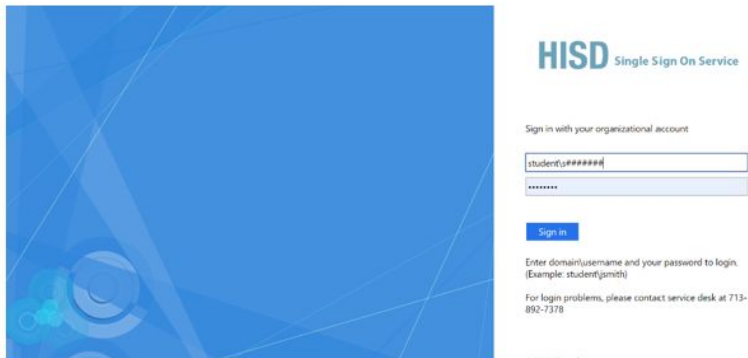 HISD Single Sign On Service
Sign in with your organizational account
student\s#######
••••••••
Sign in
Enter domain\username and your password to login.
(Example: student\jsmith)
For login problems, please contact service desk at 713-
892-7378